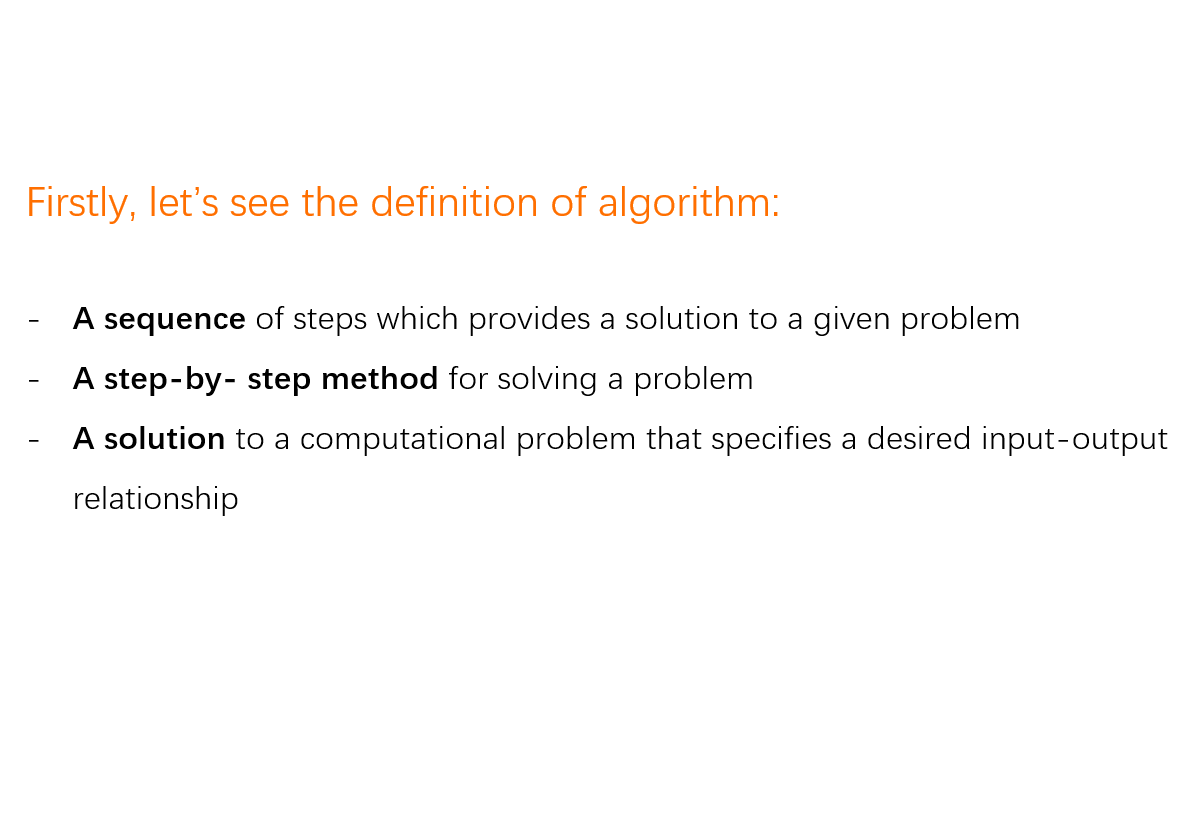 Firstly, let’s see the definition of algorithm:
- A sequence of steps which provides a solution to a given problem
- A step-by- step method for solving a problem
- A solution to a computational problem that specifies a desired input-output
relationship